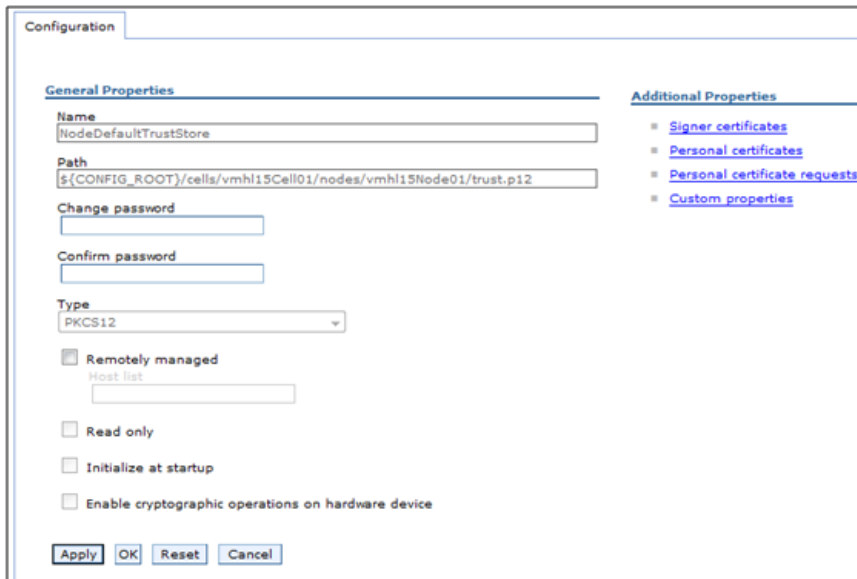 Configuration
General Properties
Name
NodeDefaultTrustStore
Path
${CONFIG_ROOT}/cells/vmhl15Cell01/nodes/vmhl15Node01/trust.p12
Change password
Confirm password
Type
PKCS12
Remotely managed
Host list
Read only
Initialize at startup
Enable cryptographic operations on hardware device
Apply OK Reset Cancel
Additional Properties
Signer certificates
Personal certificates
Personal certificate requests
Custom properties